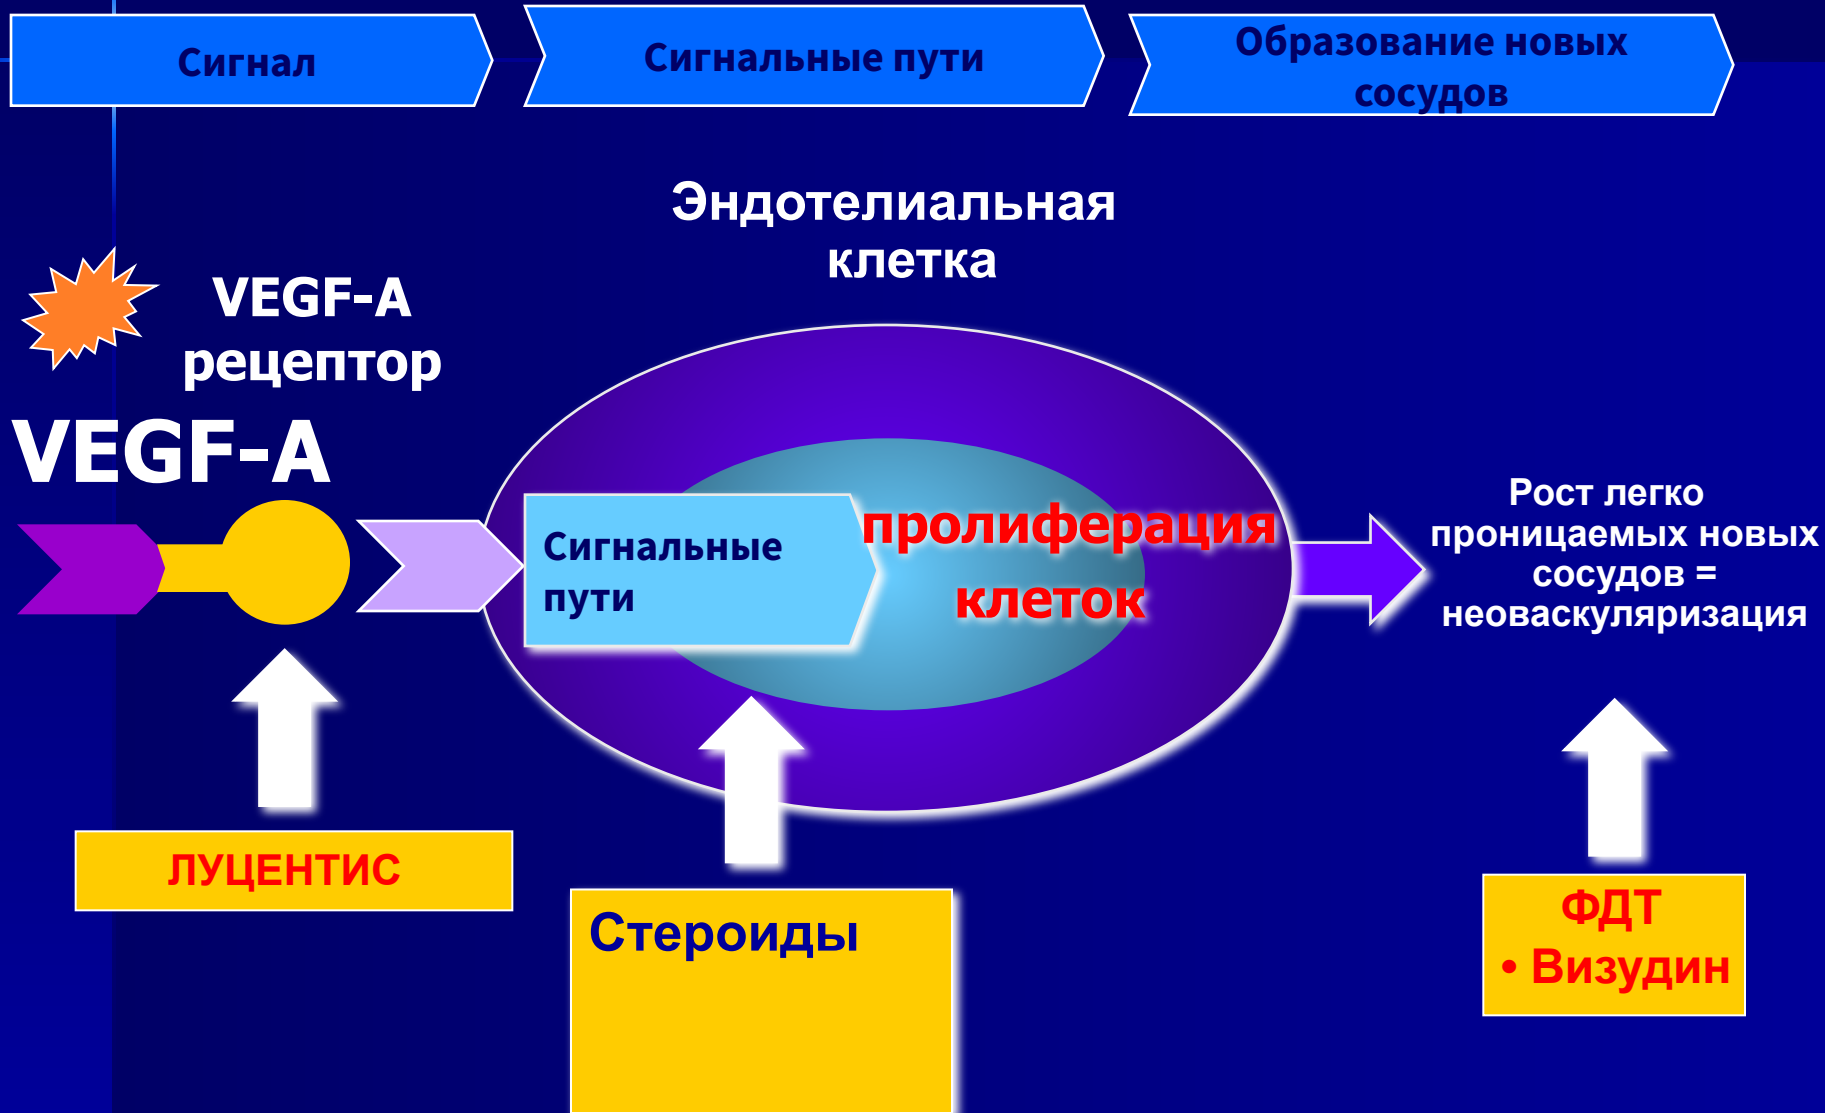 Сигнал
Сигнальные пути
Образование новых
сосудов
Эндотелиальная
клетка
VEGF-A
рецептор
VEGF-A
Сигнальные
пути
пролиферация
клеток
Рост легко
проницаемых новых
сосудов =
неоваскуляризация
ЛУЦЕНТИС
Стероиды
ФДТ
• Визудин